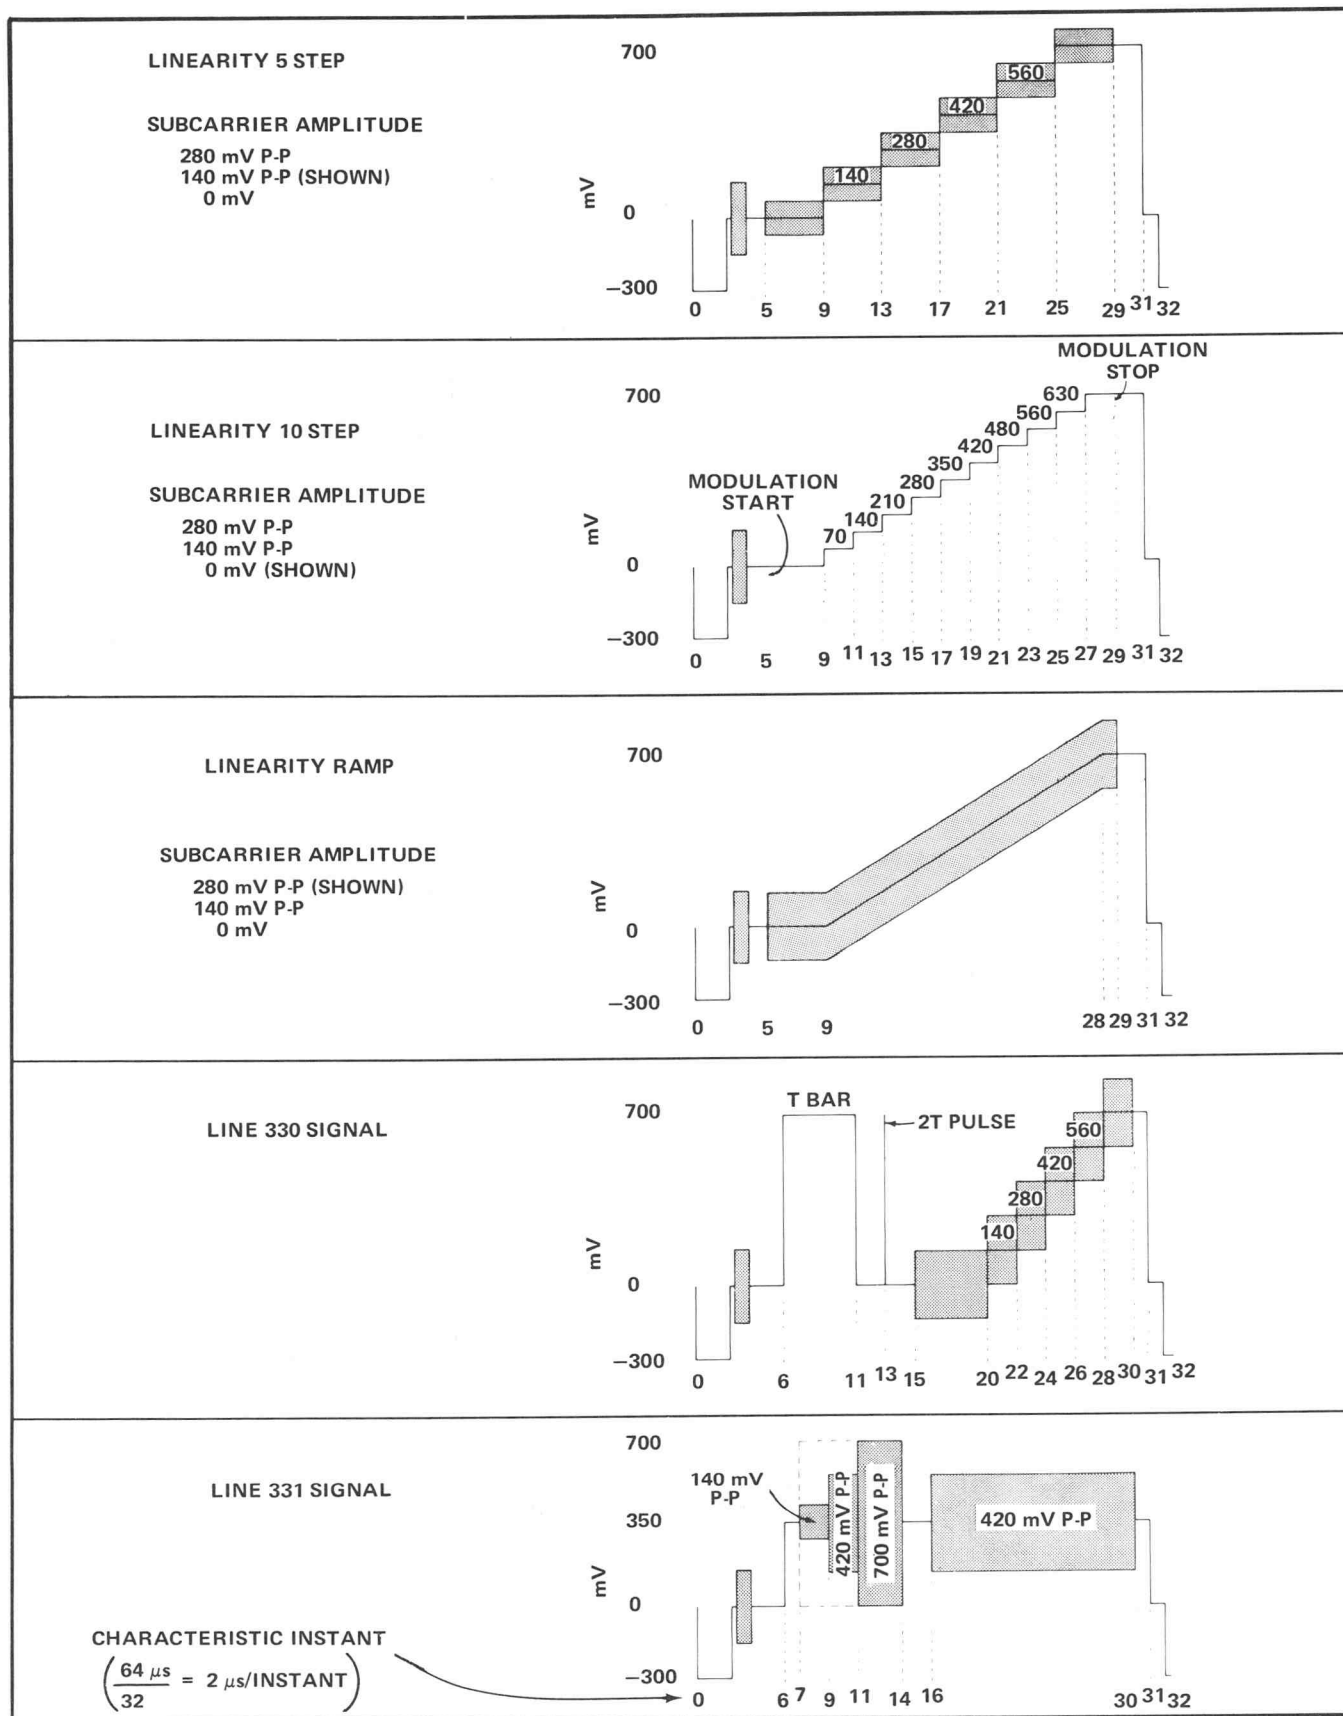 LINEARITY 5 STEP
SUBCARRIER AMPLITUDE
280 mV P-P
140 mV P-P (SHOWN)
0 mV
700
mV
0
−300
140
280
420
560
0 5 9 13 17 21 25 29 31 32
LINEARITY 10 STEP
SUBCARRIER AMPLITUDE
280 mV P-P
140 mV P-P
0 mV (SHOWN)
MODULATION
STOP
700
mV
0
−300
MODULATION
START
70
140
210
280
350
420
480
560
630
0 5 9 11 13 15 17 19 21 23 25 27 29 31 32
LINEARITY RAMP
SUBCARRIER AMPLITUDE
280 mV P-P (SHOWN)
140 mV P-P
0 mV
700
mV
0
−300
0 5 9 28 29 31 32
LINE 330 SIGNAL
700
mV
0
−300
T BAR
2T PULSE
140
280
420
560
0 6 11 13 15 20 22 24 26 28 30 31 32
LINE 331 SIGNAL
700
350
mV
0
−300
140 mV
P-P
420 mV P-P
700 mV P-P
420 mV P-P
CHARACTERISTIC INSTANT
(64 µs
32 = 2 µs/INSTANT)
0 6 7 9 11 14 16 30 31 32